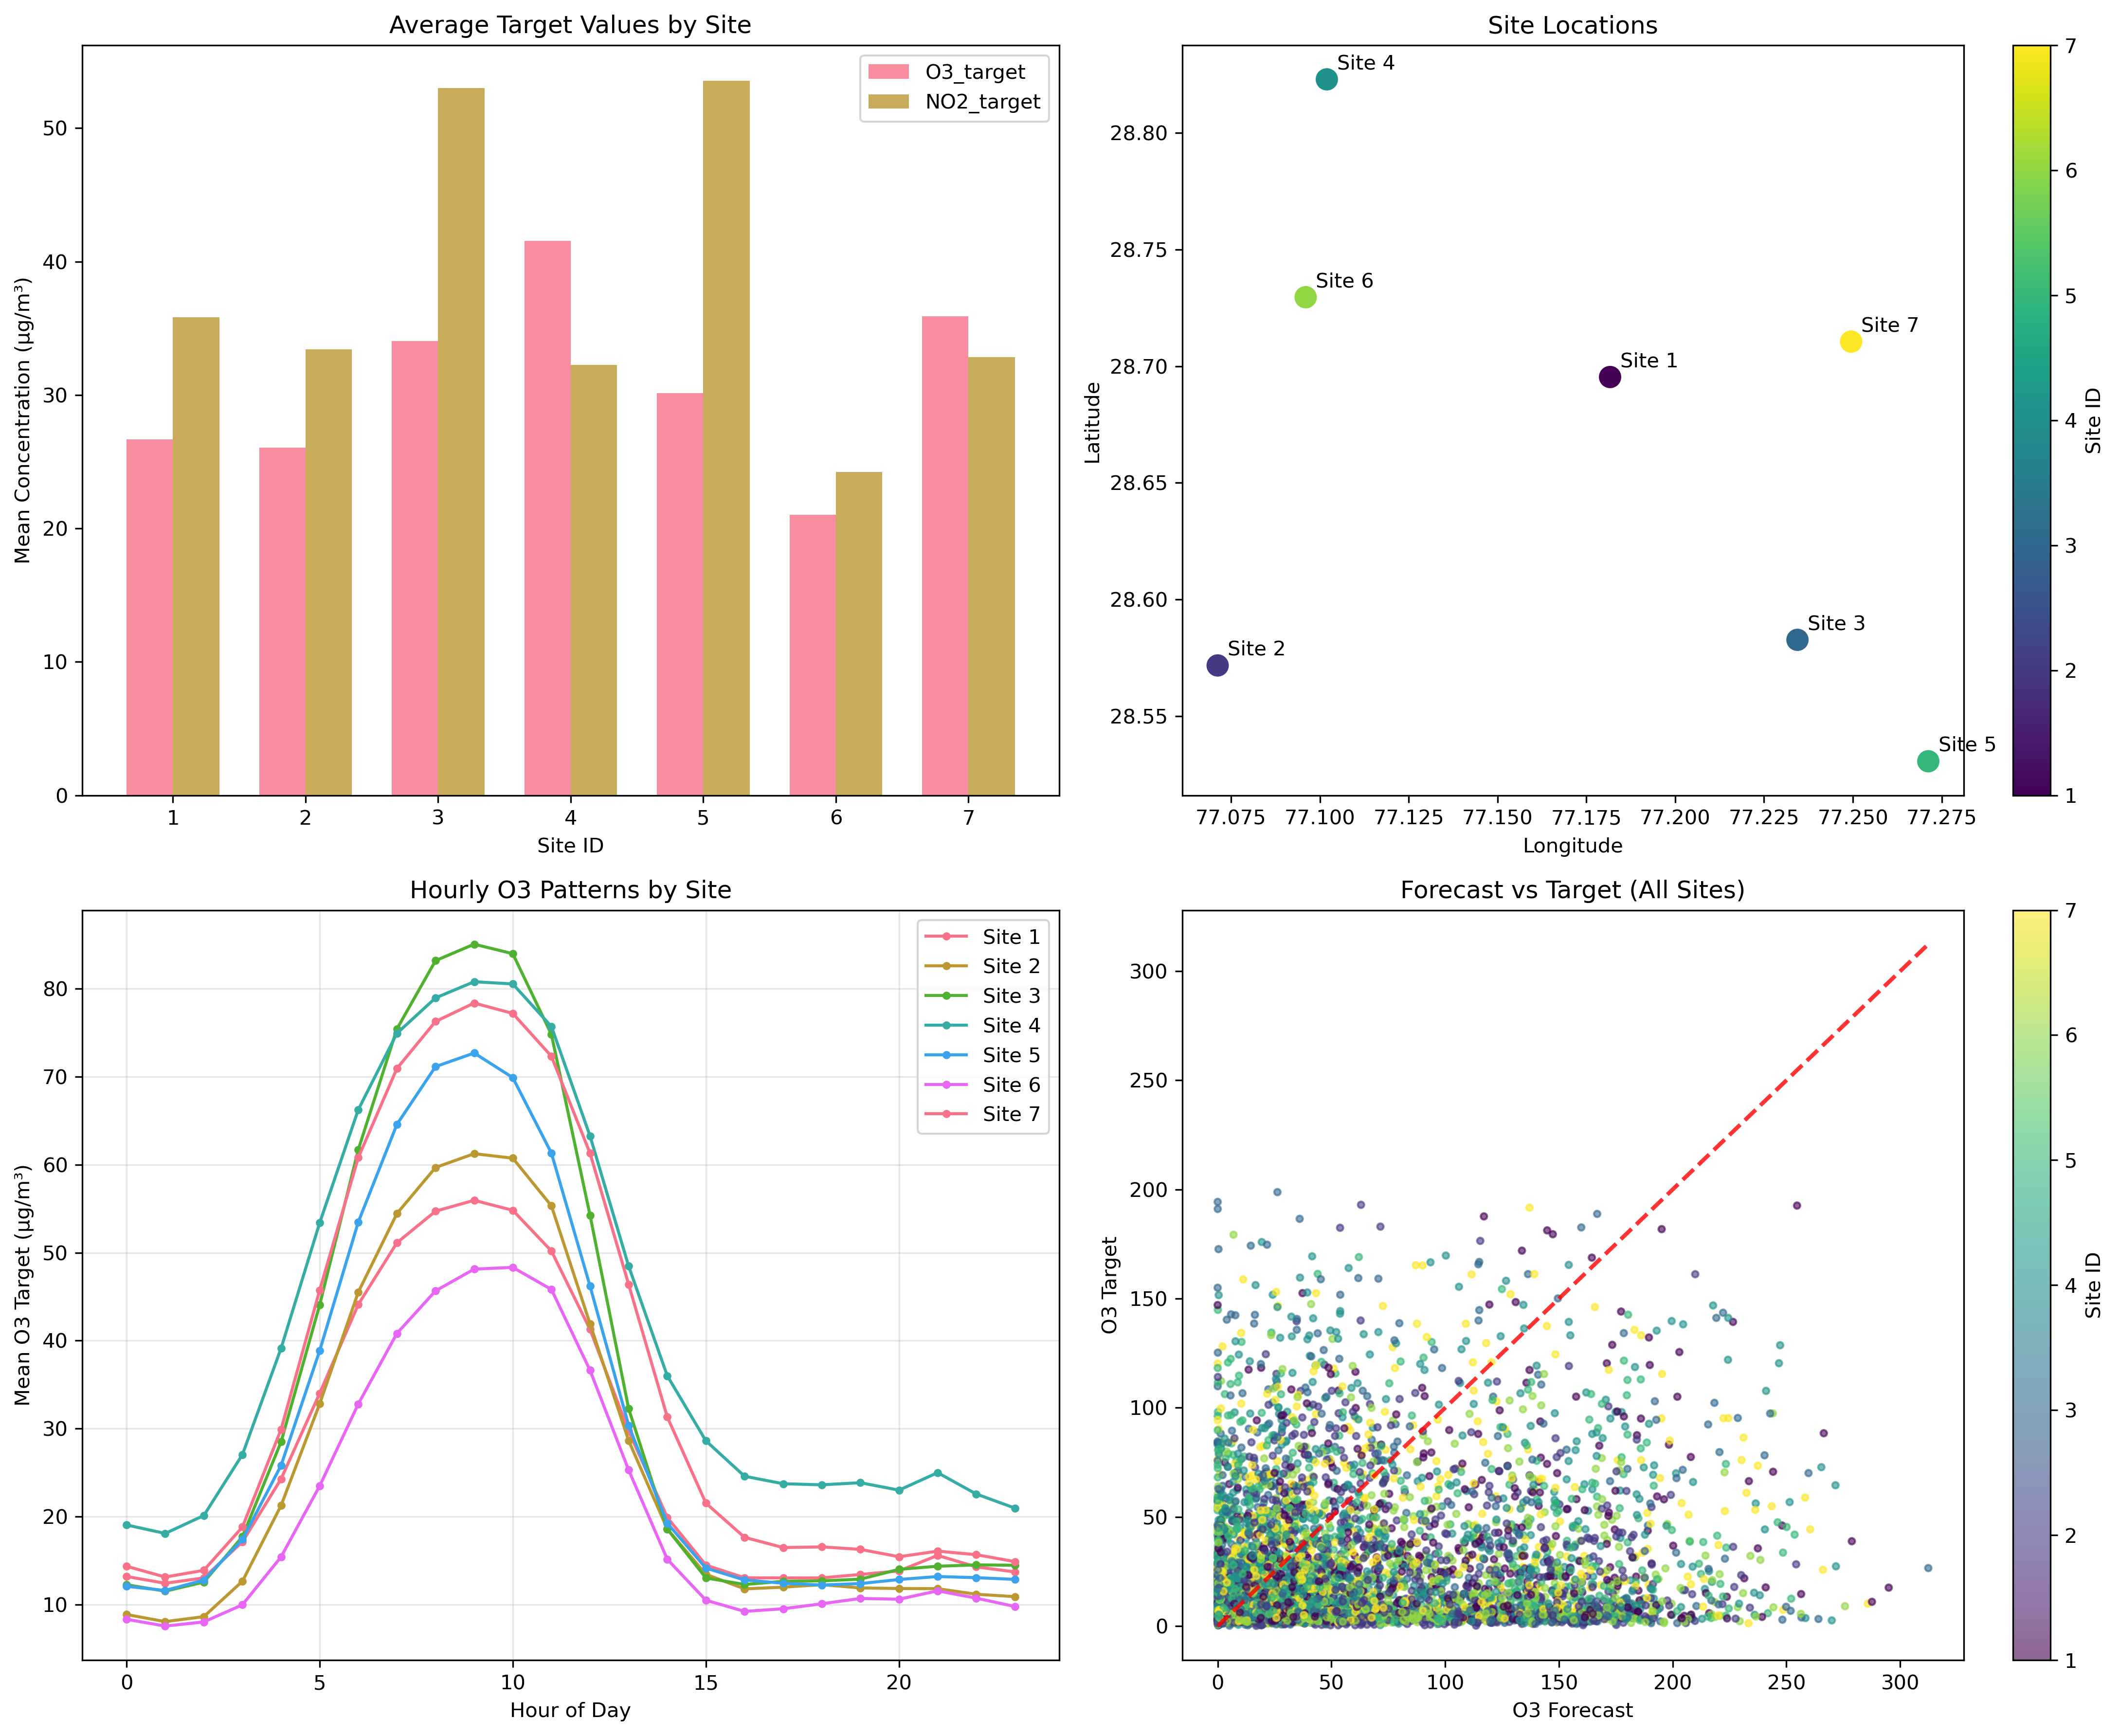 Average Target Values by Site
O3_target
NO2_target
50
40
30
20
10
0
Mean Concentration (µg/m³)
1 2 3 4 5 6 7
Site ID
Site Locations
Site 4
Site 6
Site 7
Site 1
Site 3
Site 2
Site 5
28.80
28.75
28.70
28.65
28.60
28.55
Latitude
77.075 77.100 77.125 77.150 77.175 77.200 77.225 77.250 77.275
Longitude
7
6
5
4
3
2
1
Site ID
Hourly O3 Patterns by Site
Site 1
Site 2
Site 3
Site 4
Site 5
Site 6
Site 7
80
70
60
50
40
30
20
10
Mean O3 Target (µg/m³)
0 5 10 15 20
Hour of Day
Forecast vs Target (All Sites)
300
250
200
150
100
50
0
O3 Target
0 50 100 150 200 250 300
O3 Forecast
7
6
5
4
3
2
1
Site ID